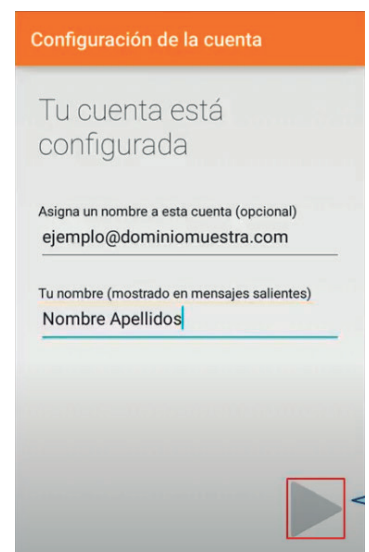 Configuración de la cuenta
Tu cuenta está
configurada
Asigna un nombre a esta cuenta (opcional)
ejemplo@dominiomuestra.com
Tu nombre (mostrado en mensajes salientes)
Nombre Apellidos